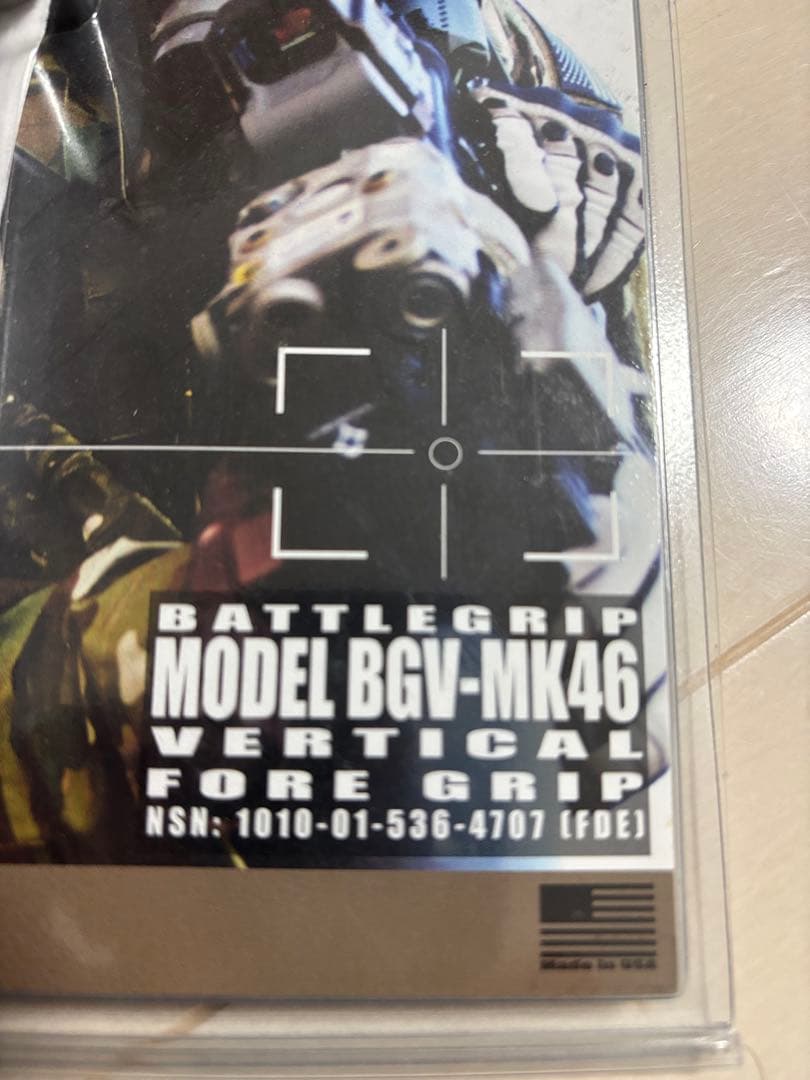 BATTLEGRIP
MODEL BGV-MK46
VERTICAL
FORE GRIP
NSN: 1010-01-536-4707 (FDE)
Made In USA